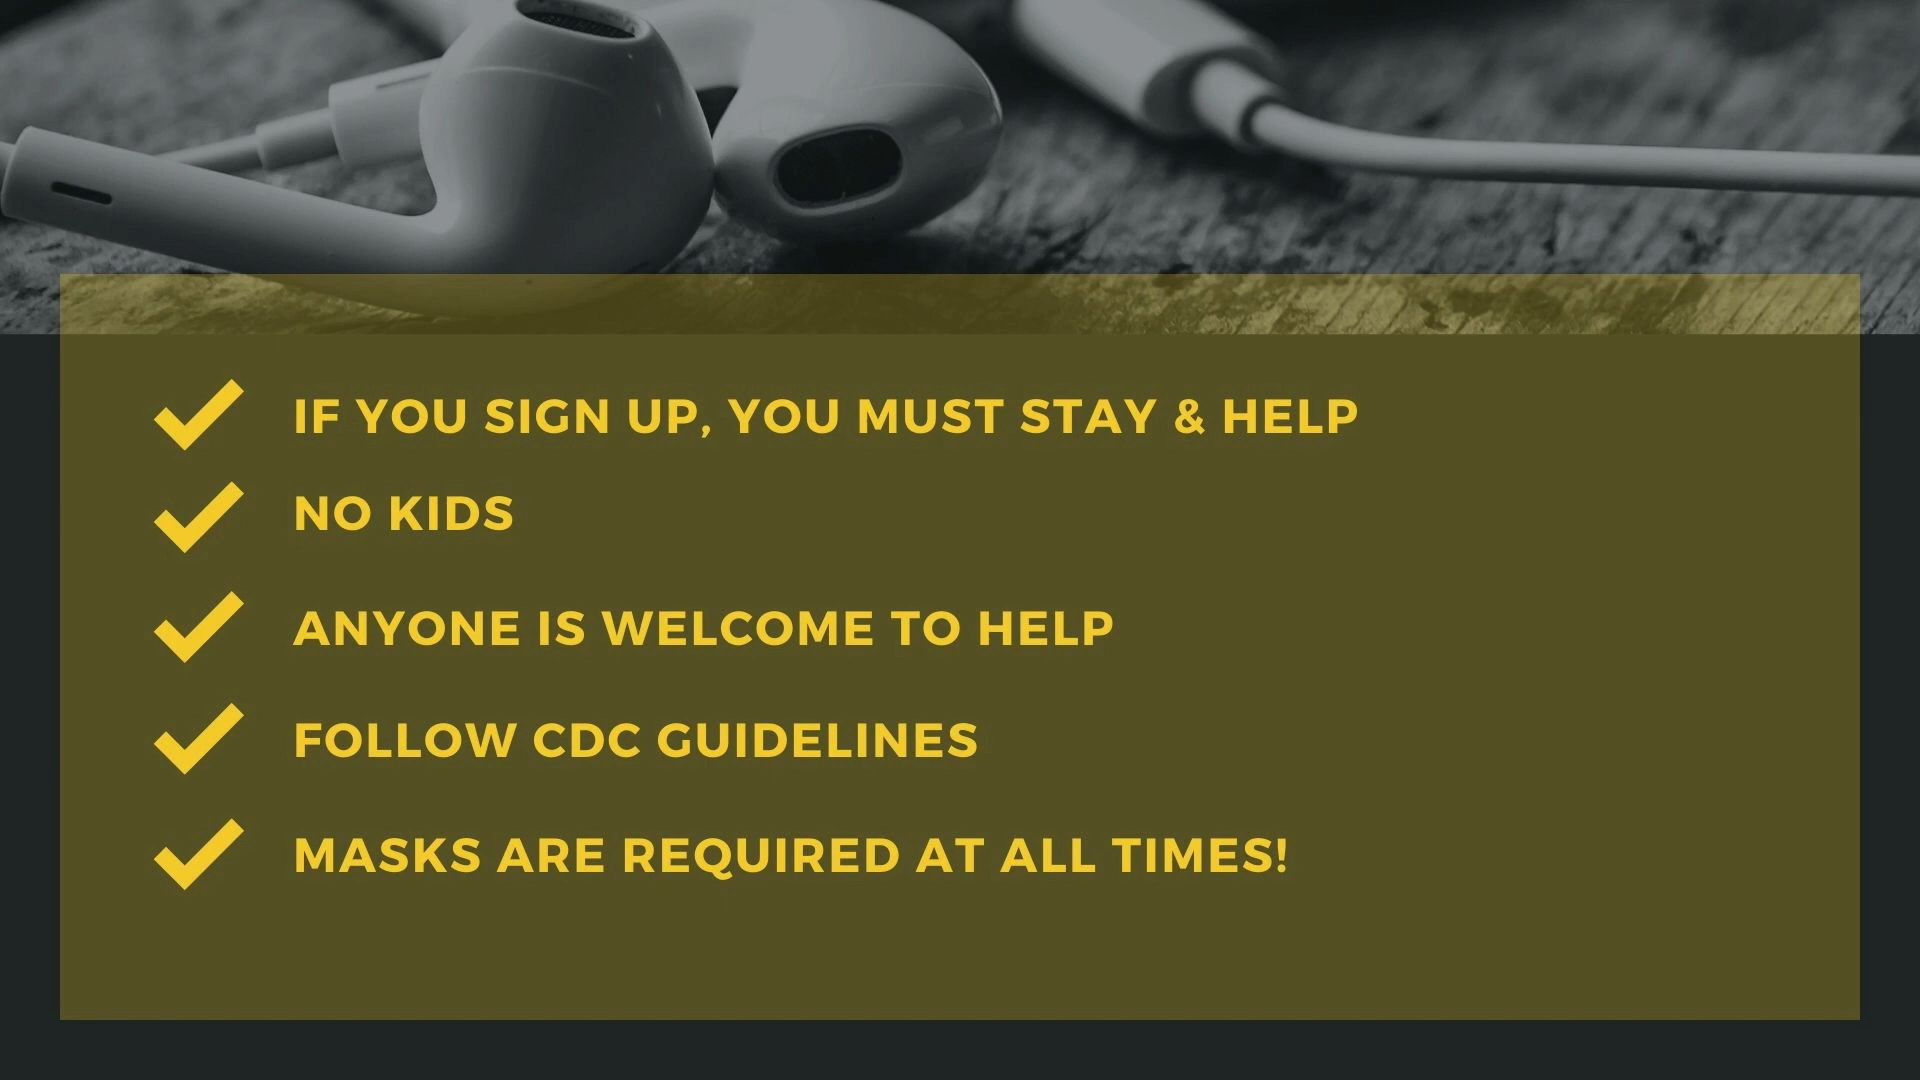 IF YOU SIGN UP, YOU MUST STAY & HELP
NO KIDS
ANYONE IS WELCOME TO HELP
FOLLOW CDC GUIDELINES
MASKS ARE REQUIRED AT ALL TIMES!